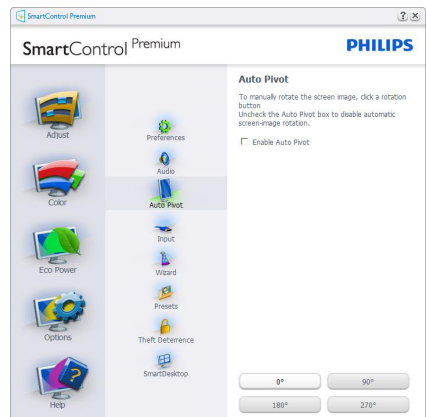 SmartControl Premium
SmartControl Premium
PHILIPS
Adjust
Color
Eco Power
Options
Help
Preferences
Audio
Auto Pivot
Input
Wizard
Presets
Theft Deterrence
SmartDesktop
Auto Pivot
To manually rotate the screen image, click a rotation
button
Uncheck the Auto Pivot box to disable automatic
screen-image rotation.
Enable Auto Pivot
0°
90°
180°
270°